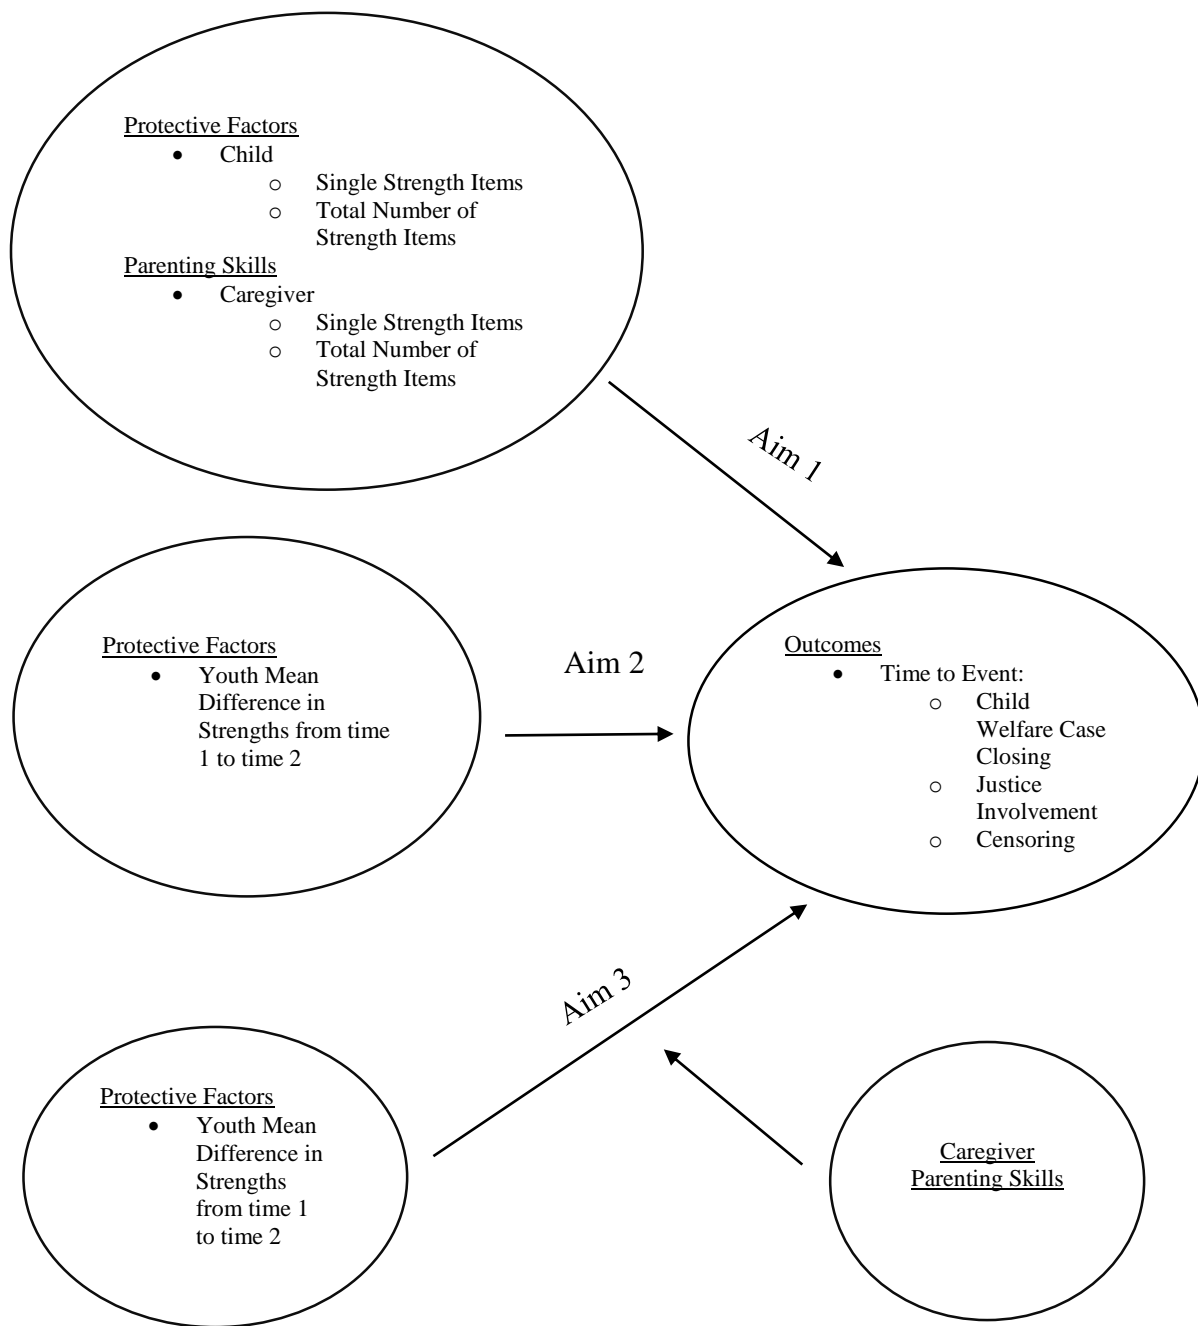 Protective Factors
• Child
o Single Strength Items
o Total Number of
Strength Items
Parenting Skills
• Caregiver
o Single Strength Items
o Total Number of
Strength Items
Aim 1
Protective Factors
• Youth Mean
Difference in
Strengths from time
1 to time 2
Aim 2
Outcomes
• Time to Event:
o Child
Welfare Case
Closing
o Justice
Involvement
o Censoring
Aim 3
Protective Factors
• Youth Mean
Difference in
Strengths
from time 1
to time 2
Caregiver
Parenting Skills